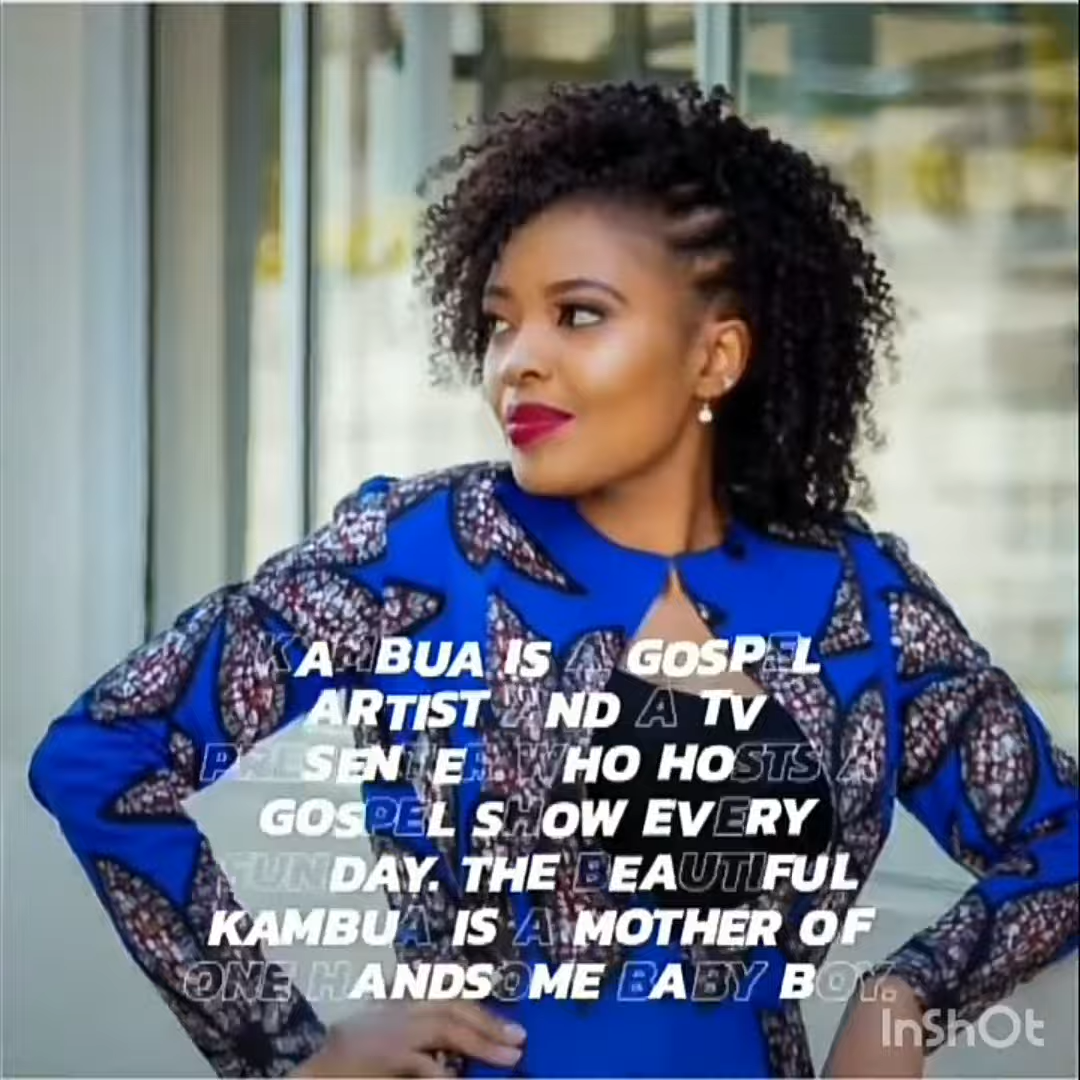 KAMBUA IS A GOSPEL
ARTIST AND A TV
PRESENTER WHO HOSTS A
GOSPEL SHOW EVERY
SUNDAY. THE BEAUTIFUL
KAMBUA IS A MOTHER OF
ONE HANDSOME BABY BOY.
InShOt